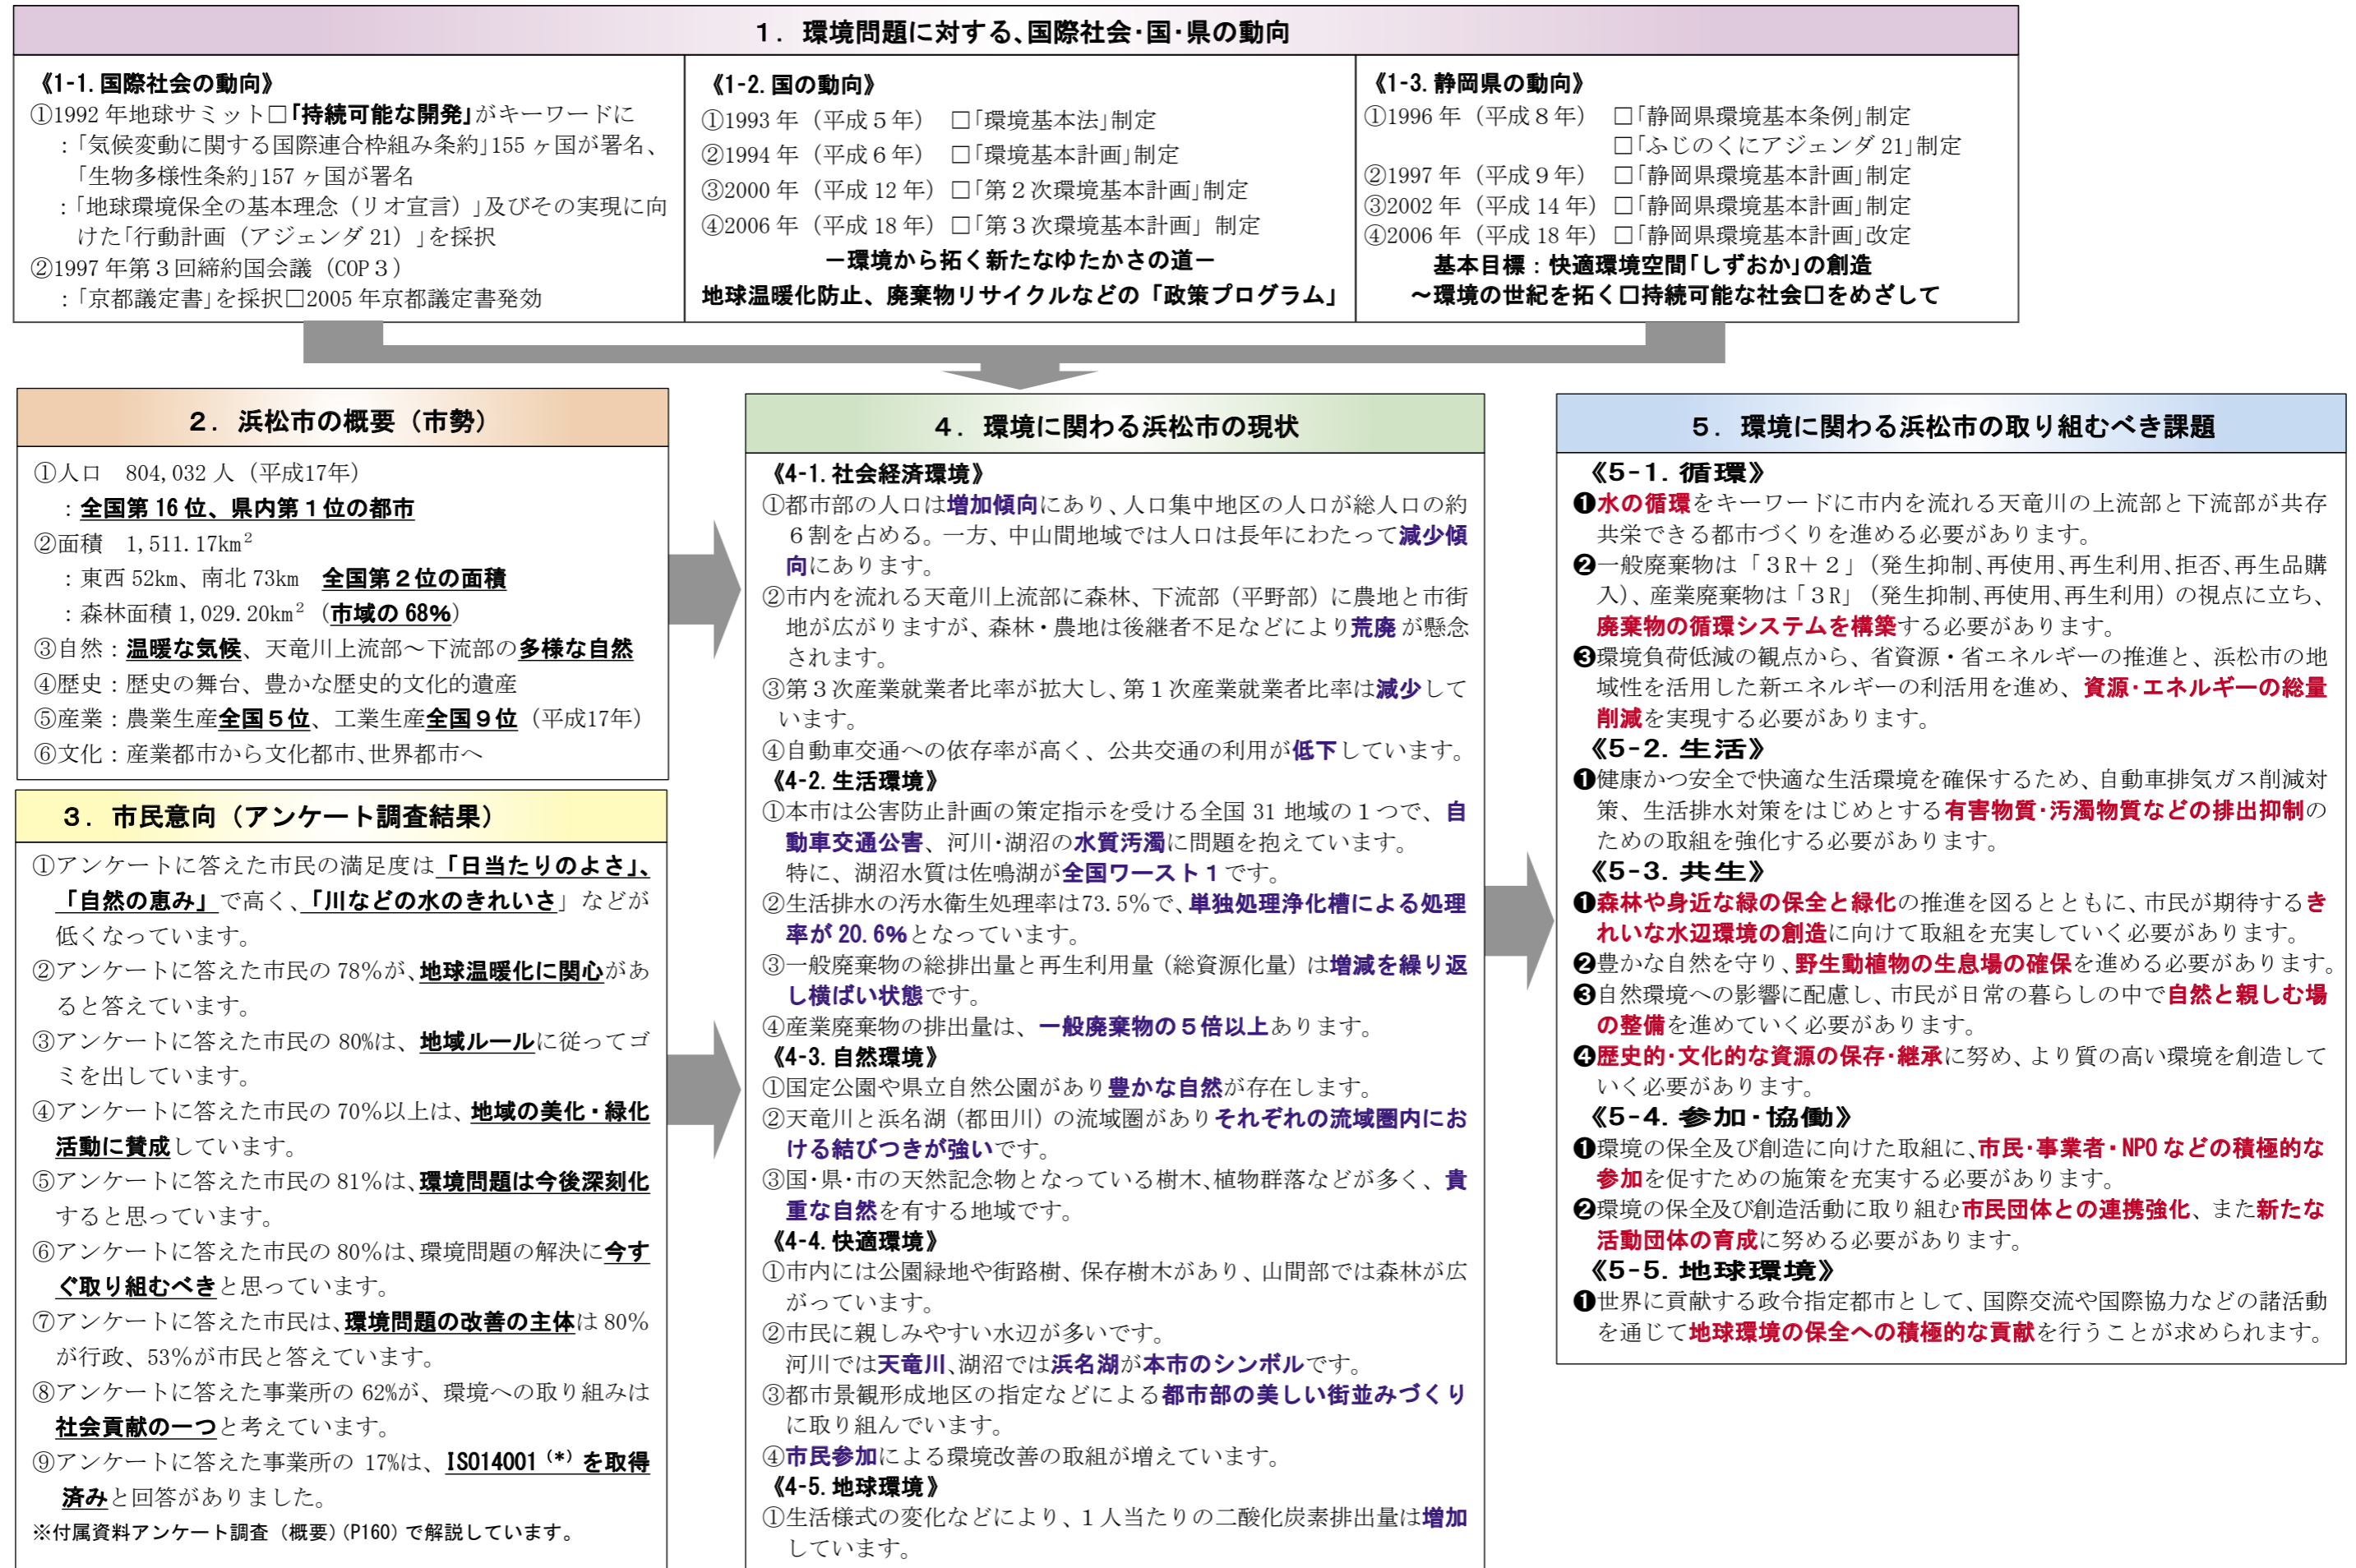 １．環境問題に対する、国際社会・国・県の動向
《1-1.国際社会の動向》
①1992年地球サミット□「持続可能な開発」がキーワードに
：「気候変動に関する国際連合枠組み条約」155ヶ国が署名、
「生物多様性条約」157ヶ国が署名
：「地球環境保全の基本理念（リオ宣言）」及びその実現に向
けた「行動計画（アジェンダ21）」を採択
②1997年第３回締約国会議（COP３）
：「京都議定書」を採択□2005年京都議定書発効
《1-2.国の動向》
①1993年（平成５年）　□「環境基本法」制定
②1994年（平成６年）　□「環境基本計画」制定
③2000年（平成12年）□「第２次環境基本計画」制定
④2006年（平成18年）□「第３次環境基本計画」制定
－環境から拓く新たなゆたかさの道－
地球温暖化防止、廃棄物リサイクルなどの「政策プログラム」
《1-3.静岡県の動向》
①1996年（平成８年）　□「静岡県環境基本条例」制定
□「ふじのくにアジェンダ21」制定
②1997年（平成９年）　□「静岡県環境基本計画」制定
③2002年（平成14年）□「静岡県環境基本計画」制定
④2006年（平成18年）□「静岡県環境基本計画」改定
基本目標：快適環境空間「しずおか」の創造
～環境の世紀を拓く□持続可能な社会□をめざして
２．浜松市の概要（市勢）
①人口　804,032人（平成17年）
：全国第16位、県内第１位の都市
②面積　1,511.17km²
：東西52km、南北73km　全国第２位の面積
：森林面積1,029.20km²（市域の68%）
③自然：温暖な気候、天竜川上流部～下流部の多様な自然
④歴史：歴史の舞台、豊かな歴史的文化的遺産
⑤産業：農業生産全国５位、工業生産全国９位（平成17年）
⑥文化：産業都市から文化都市、世界都市へ
３．市民意向（アンケート調査結果）
①アンケートに答えた市民の満足度は「日当たりのよさ」、
「自然の恵み」で高く、「川などの水のきれいさ」などが
低くなっています。
②アンケートに答えた市民の78%が、地球温暖化に関心があ
ると答えています。
③アンケートに答えた市民の80%は、地域ルールに従ってゴ
ミを出しています。
④アンケートに答えた市民の70%以上は、地域の美化・緑化
活動に賛成しています。
⑤アンケートに答えた市民の81%は、環境問題は今後深刻化
すると思っています。
⑥アンケートに答えた市民の80%は、環境問題の解決に今す
ぐ取り組むべきと思っています。
⑦アンケートに答えた市民は、環境問題の改善の主体は80%
が行政、53%が市民と答えています。
⑧アンケートに答えた事業所の62%が、環境への取り組みは
社会貢献の一つと考えています。
⑨アンケートに答えた事業所の17%は、ISO14001（*）を取得
済みと回答がありました。
※付属資料アンケート調査（概要）（P160）で解説しています。
４．環境に関わる浜松市の現状
《4-1.社会経済環境》
①都市部の人口は増加傾向にあり、人口集中地区の人口が総人口の約
６割を占める。一方、中山間地域では人口は長年にわたって減少傾
向にあります。
②市内を流れる天竜川上流部に森林、下流部（平野部）に農地と市街
地が広がりますが、森林・農地は後継者不足などにより荒廃が懸念
されます。
③第３次産業就業者比率が拡大し、第１次産業就業者比率は減少して
います。
④自動車交通への依存率が高く、公共交通の利用が低下しています。
《4-2.生活環境》
①本市は公害防止計画の策定指示を受ける全国31地域の１つで、自
動車交通公害、河川・湖沼の水質汚濁に問題を抱えています。
特に、湖沼水質は佐鳴湖が全国ワースト１です。
②生活排水の汚水衛生処理率は73.5%で、単独処理浄化槽による処理
率が20.6%となっています。
③一般廃棄物の総排出量と再生利用量（総資源化量）は増減を繰り返
し横ばい状態です。
④産業廃棄物の排出量は、一般廃棄物の５倍以上あります。
《4-3.自然環境》
①国定公園や県立自然公園があり豊かな自然が存在します。
②天竜川と浜名湖（都田川）の流域圏がありそれぞれの流域圏内にお
ける結びつきが強いです。
③国・県・市の天然記念物となっている樹木、植物群落などが多く、貴
重な自然を有する地域です。
《4-4.快適環境》
①市内には公園緑地や街路樹、保存樹木があり、山間部では森林が広
がっています。
②市民に親しみやすい水辺が多いです。
河川では天竜川、湖沼では浜名湖が本市のシンボルです。
③都市景観形成地区の指定などによる都市部の美しい街並みづくり
に取り組んでいます。
④市民参加による環境改善の取組が増えています。
《4-5.地球環境》
①生活様式の変化などにより、１人当たりの二酸化炭素排出量は増加
しています。
５．環境に関わる浜松市の取り組むべき課題
《5-1.循環》
❶水の循環をキーワードに市内を流れる天竜川の上流部と下流部が共存
共栄できる都市づくりを進める必要があります。
❷一般廃棄物は「３R＋２」（発生抑制、再使用、再生利用、拒否、再生品購
入）、産業廃棄物は「３R」（発生抑制、再使用、再生利用）の視点に立ち、
廃棄物の循環システムを構築する必要があります。
❸環境負荷低減の観点から、省資源・省エネルギーの推進と、浜松市の地
域性を活用した新エネルギーの利活用を進め、資源・エネルギーの総量
削減を実現する必要があります。
《5-2.生活》
❶健康かつ安全で快適な生活環境を確保するため、自動車排気ガス削減対
策、生活排水対策をはじめとする有害物質・汚濁物質などの排出抑制の
ための取組を強化する必要があります。
《5-3.共生》
❶森林や身近な緑の保全と緑化の推進を図るとともに、市民が期待するき
れいな水辺環境の創造に向けて取組を充実していく必要があります。
❷豊かな自然を守り、野生動植物の生息場の確保を進める必要があります。
❸自然環境への影響に配慮し、市民が日常の暮らしの中で自然と親しむ場
の整備を進めていく必要があります。
❹歴史的・文化的な資源の保存・継承に努め、より質の高い環境を創造して
いく必要があります。
《5-4.参加・協働》
❶環境の保全及び創造に向けた取組に、市民・事業者・NPOなどの積極的な
参加を促すための施策を充実する必要があります。
❷環境の保全及び創造活動に取り組む市民団体との連携強化、また新たな
活動団体の育成に努める必要があります。
《5-5.地球環境》
❶世界に貢献する政令指定都市として、国際交流や国際協力などの諸活動
を通じて地球環境の保全への積極的な貢献を行うことが求められます。